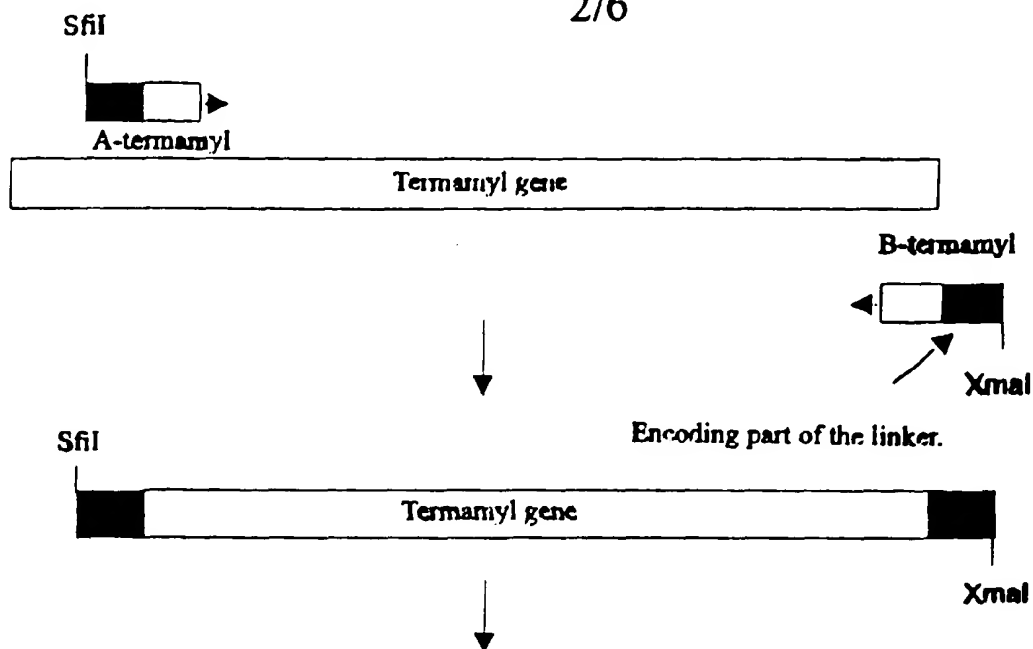 2/6
SfiI
A-termamyl
Termamyl gene
B-termamyl
XmaI
Encoding part of the linker.
SfiI
Termamyl gene
XmaI